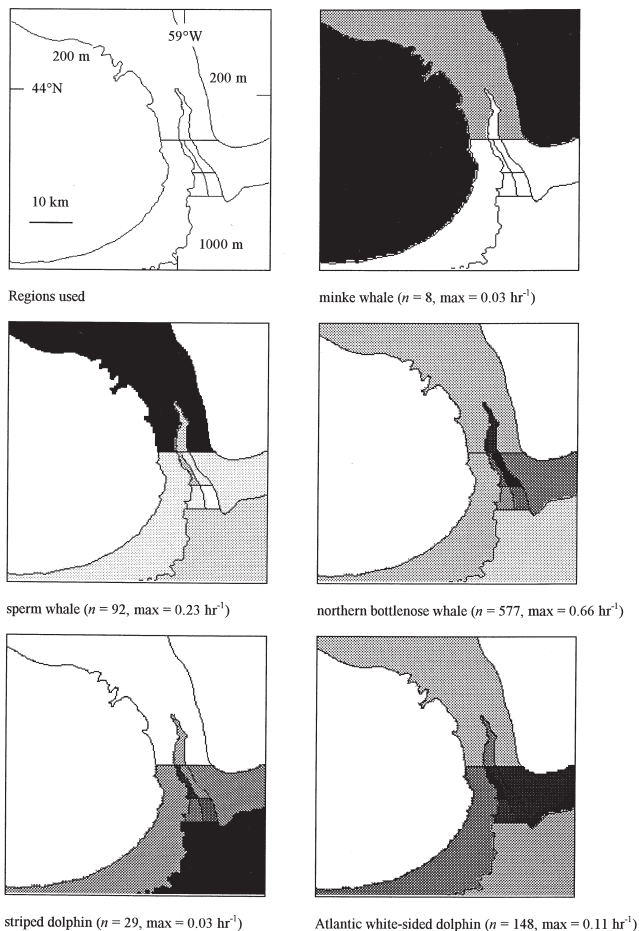 59°W
200 m
200 m
44°N
10 km
1000 m
Regions used
minke whale (n = 8, max = 0.03 hr⁻¹)
sperm whale (n = 92, max = 0.23 hr⁻¹)
northern bottlenose whale (n = 577, max = 0.66 hr⁻¹)
striped dolphin (n = 29, max = 0.03 hr⁻¹)
Atlantic white-sided dolphin (n = 148, max = 0.11 hr⁻¹)